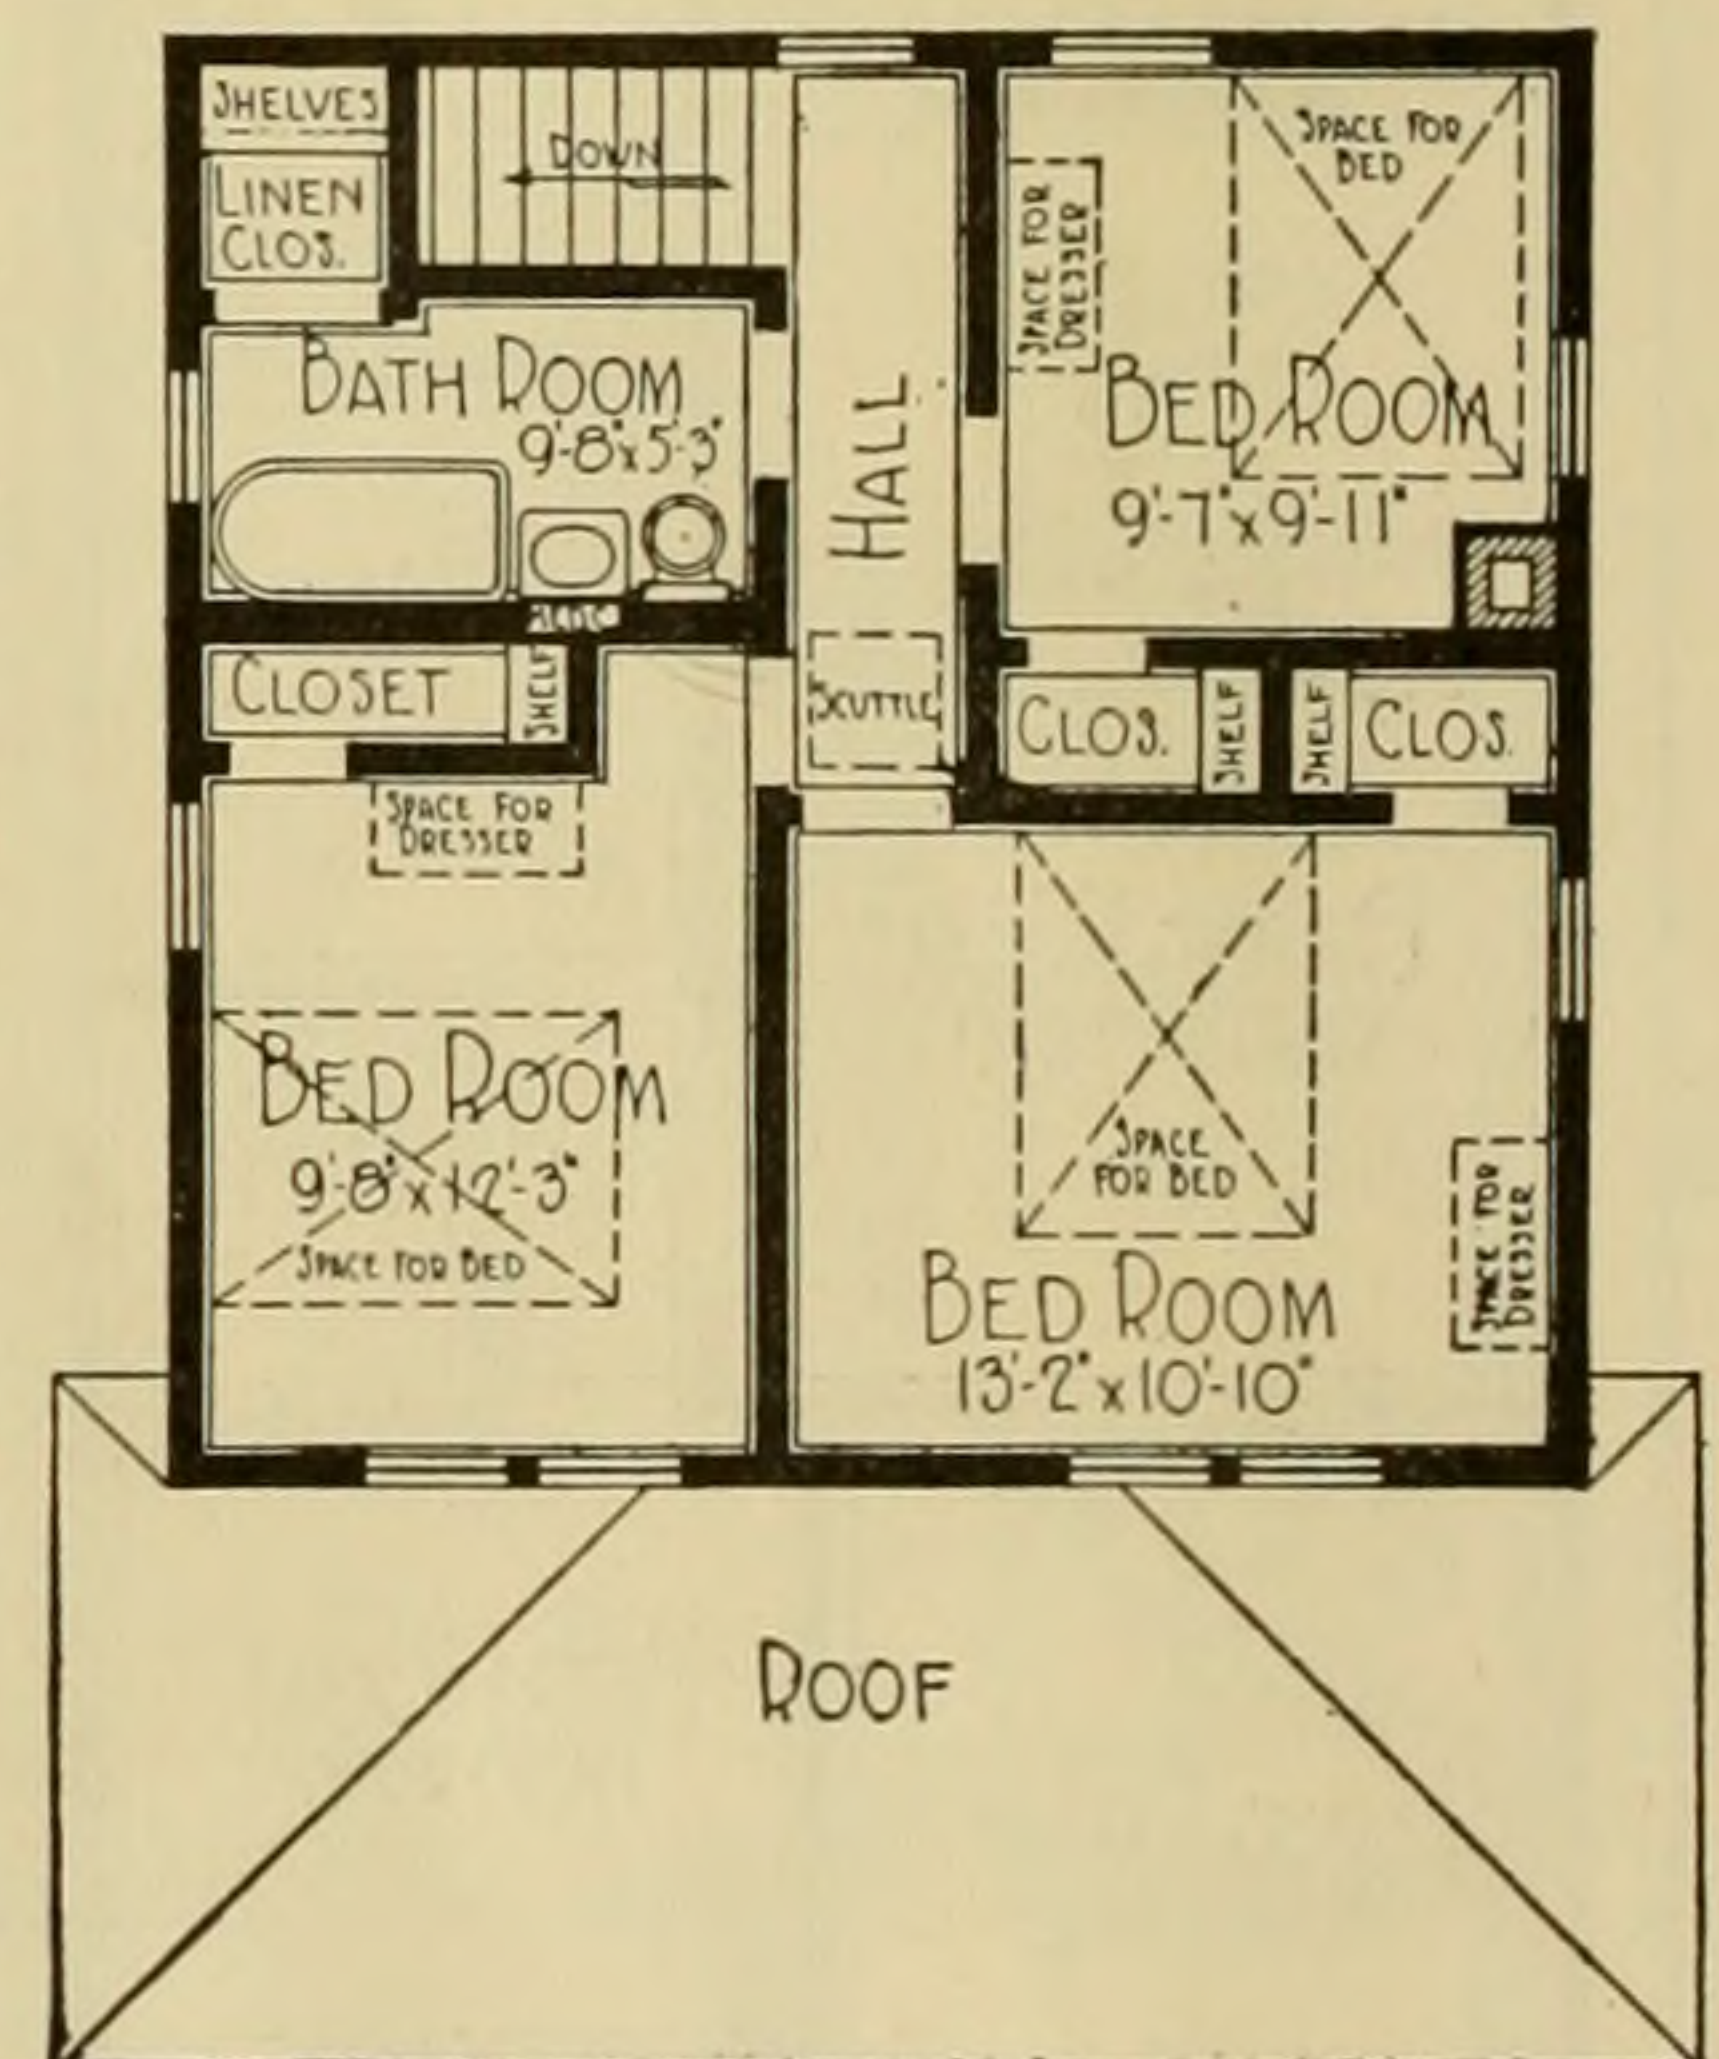 SHELVES
LINEN
CLOS.
DOWN
SPACE FOR
BED
SPACE FOR
DRESSER
BATH ROOM
9'-8"x5'-3"
HALL
BED ROOM
9'-7"x9'-11"
CLOSET
SHELF
SCUTTLE
CLOS.
SHELF
SHELF
CLOS.
SPACE FOR
DRESSER
BED ROOM
9'-8"x12'-3"
SPACE FOR BED
SPACE
FOR BED
SPACE FOR
DRESSER
BED ROOM
13'-2"x10'-10"
ROOF